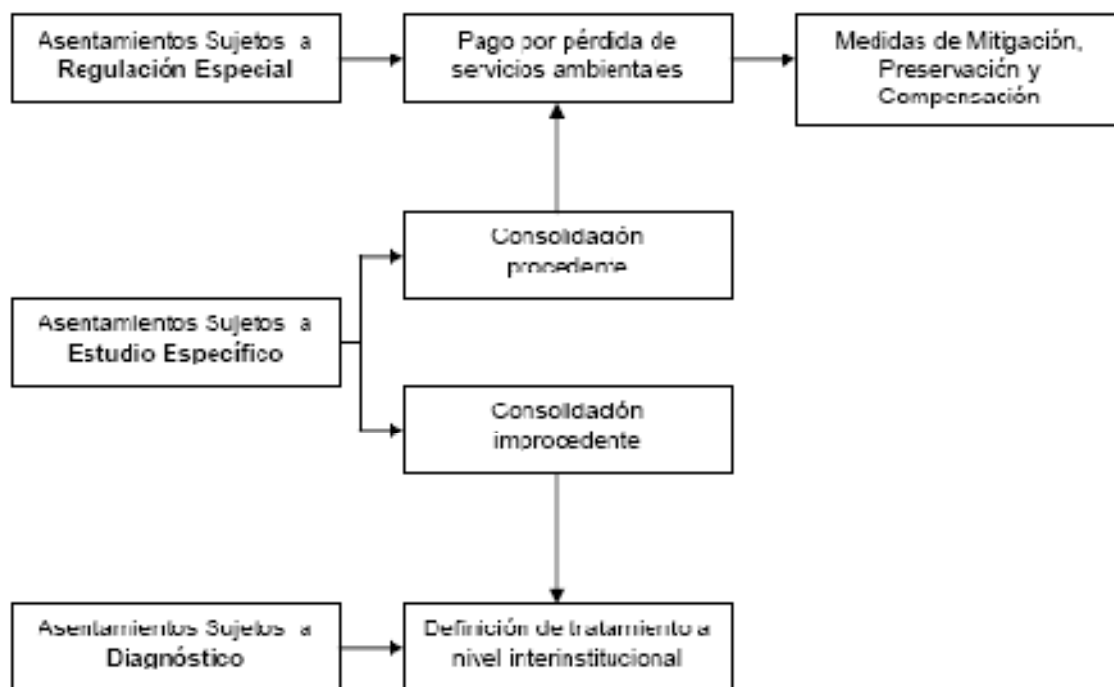 Asentamientos Sujetos a
Regulación Especial
Pago por pérdida de
servicios ambientales
Medidas de Mitigación,
Preservación y
Compensación
Consolidación
procedente
Asentamientos Sujetos a
Estudio Específico
Consolidación
improcedente
Asentamientos Sujetos a
Diagnóstico
Definición de tratamiento a
nivel interinstitucional